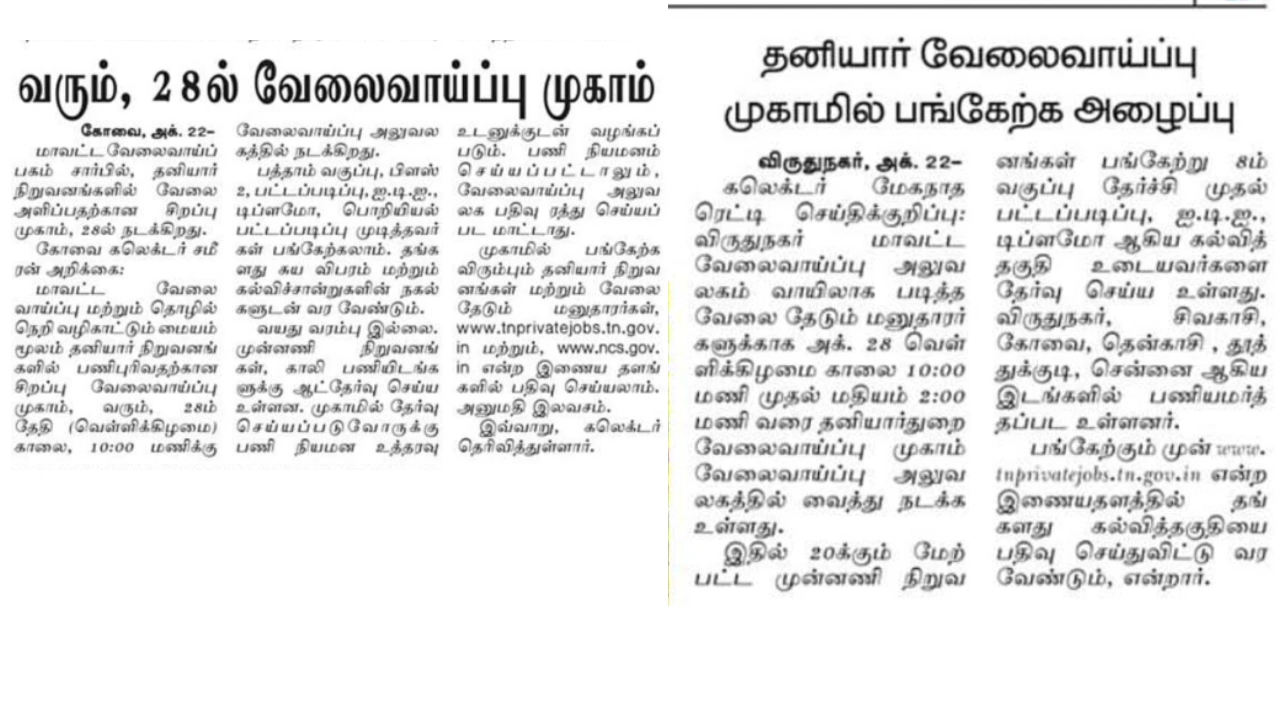 வரும், 28ல் வேலைவாய்ப்பு முகாம்
கோவை, அக். 22–
மாவட்ட வேலைவாய்ப்
பகம் சார்பில், தனியார்
நிறுவனங்களில் வேலை
அளிப்பதற்கான சிறப்பு
முகாம், 28ல் நடக்கிறது.
கோவை கலெக்டர் சமீ
ரன் அறிக்கை:
மாவட்ட வேலை
வாய்ப்பு மற்றும் தொழில்
நெறி வழிகாட்டும் மையம்
மூலம் தனியார் நிறுவனங்
களில் பணிபுரிவதற்கான
சிறப்பு வேலைவாய்ப்பு
முகாம், வரும், 28ம்
தேதி (வெள்ளிக்கிழமை)
காலை, 10:00 மணிக்கு
வேலைவாய்ப்பு அலுவல
கத்தில் நடக்கிறது.
பத்தாம் வகுப்பு, பிளஸ்
2, பட்டப்படிப்பு, ஐ.டி.ஐ.,
டிப்ளமோ, பொறியியல்
பட்டப்படிப்பு முடித்தவர்
கள் பங்கேற்கலாம். தங்க
ளது சுய விபரம் மற்றும்
கல்விச்சான்றுகளின் நகல்
களுடன் வர வேண்டும்.
வயது வரம்பு இல்லை.
முன்னணி நிறுவனங்
கள், காலி பணியிடங்க
ளுக்கு ஆட்தேர்வு செய்ய
உள்ளன. முகாமில் தேர்வு
செய்யப்படுவோருக்கு
பணி நியமன உத்தரவு
உடனுக்குடன் வழங்கப்
படும். பணி நியமனம்
செய்யப்பட்டாலும்,
வேலைவாய்ப்பு அலுவ
லக பதிவு ரத்து செய்யப்
பட மாட்டாது.
முகாமில் பங்கேற்க
விரும்பும் தனியார் நிறுவ
னங்கள் மற்றும் வேலை
தேடும் மனுதாரர்கள்,
www.tnprivatejobs.tn.gov.
in மற்றும், www.ncs.gov.
in என்ற இணைய தளங்
களில் பதிவு செய்யலாம்.
அனுமதி இலவசம்.
இவ்வாறு, கலெக்டர்
தெரிவித்துள்ளார்.
தனியார் வேலைவாய்ப்பு
முகாமில் பங்கேற்க அழைப்பு
விருதுநகர், அக். 22–
கலெக்டர் மேகநாத
ரெட்டி செய்திக்குறிப்பு:
விருதுநகர் மாவட்ட
வேலைவாய்ப்பு அலுவ
லகம் வாயிலாக படித்த
வேலை தேடும் மனுதாரர்
களுக்காக அக். 28 வெள்
ளிக்கிழமை காலை 10:00
மணி முதல் மதியம் 2:00
மணி வரை தனியார்துறை
வேலைவாய்ப்பு முகாம்
வேலைவாய்ப்பு அலுவ
லகத்தில் வைத்து நடக்க
உள்ளது.
இதில் 20க்கும் மேற்
பட்ட முன்னணி நிறுவ
னங்கள் பங்கேற்று 8ம்
வகுப்பு தேர்ச்சி முதல்
பட்டப்படிப்பு, ஐ.டி.ஐ.,
டிப்ளமோ ஆகிய கல்வித்
தகுதி உடையவர்களை
தேர்வு செய்ய உள்ளது.
விருதுநகர், சிவகாசி,
கோவை, தென்காசி , தூத்
துக்குடி, சென்னை ஆகிய
இடங்களில் பணியமர்த்
தப்பட உள்ளனர்.
பங்கேற்கும் முன் www.
tnprivatejobs.tn.gov.in என்ற
இணையதளத்தில் தங்
களது கல்வித்தகுதியை
பதிவு செய்துவிட்டு வர
வேண்டும், என்றார்.